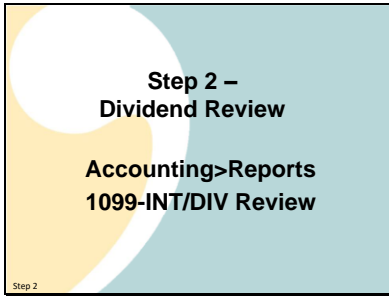 Step 2 –
Dividend Review
Accounting>Reports
1099-INT/DIV Review
Step 2